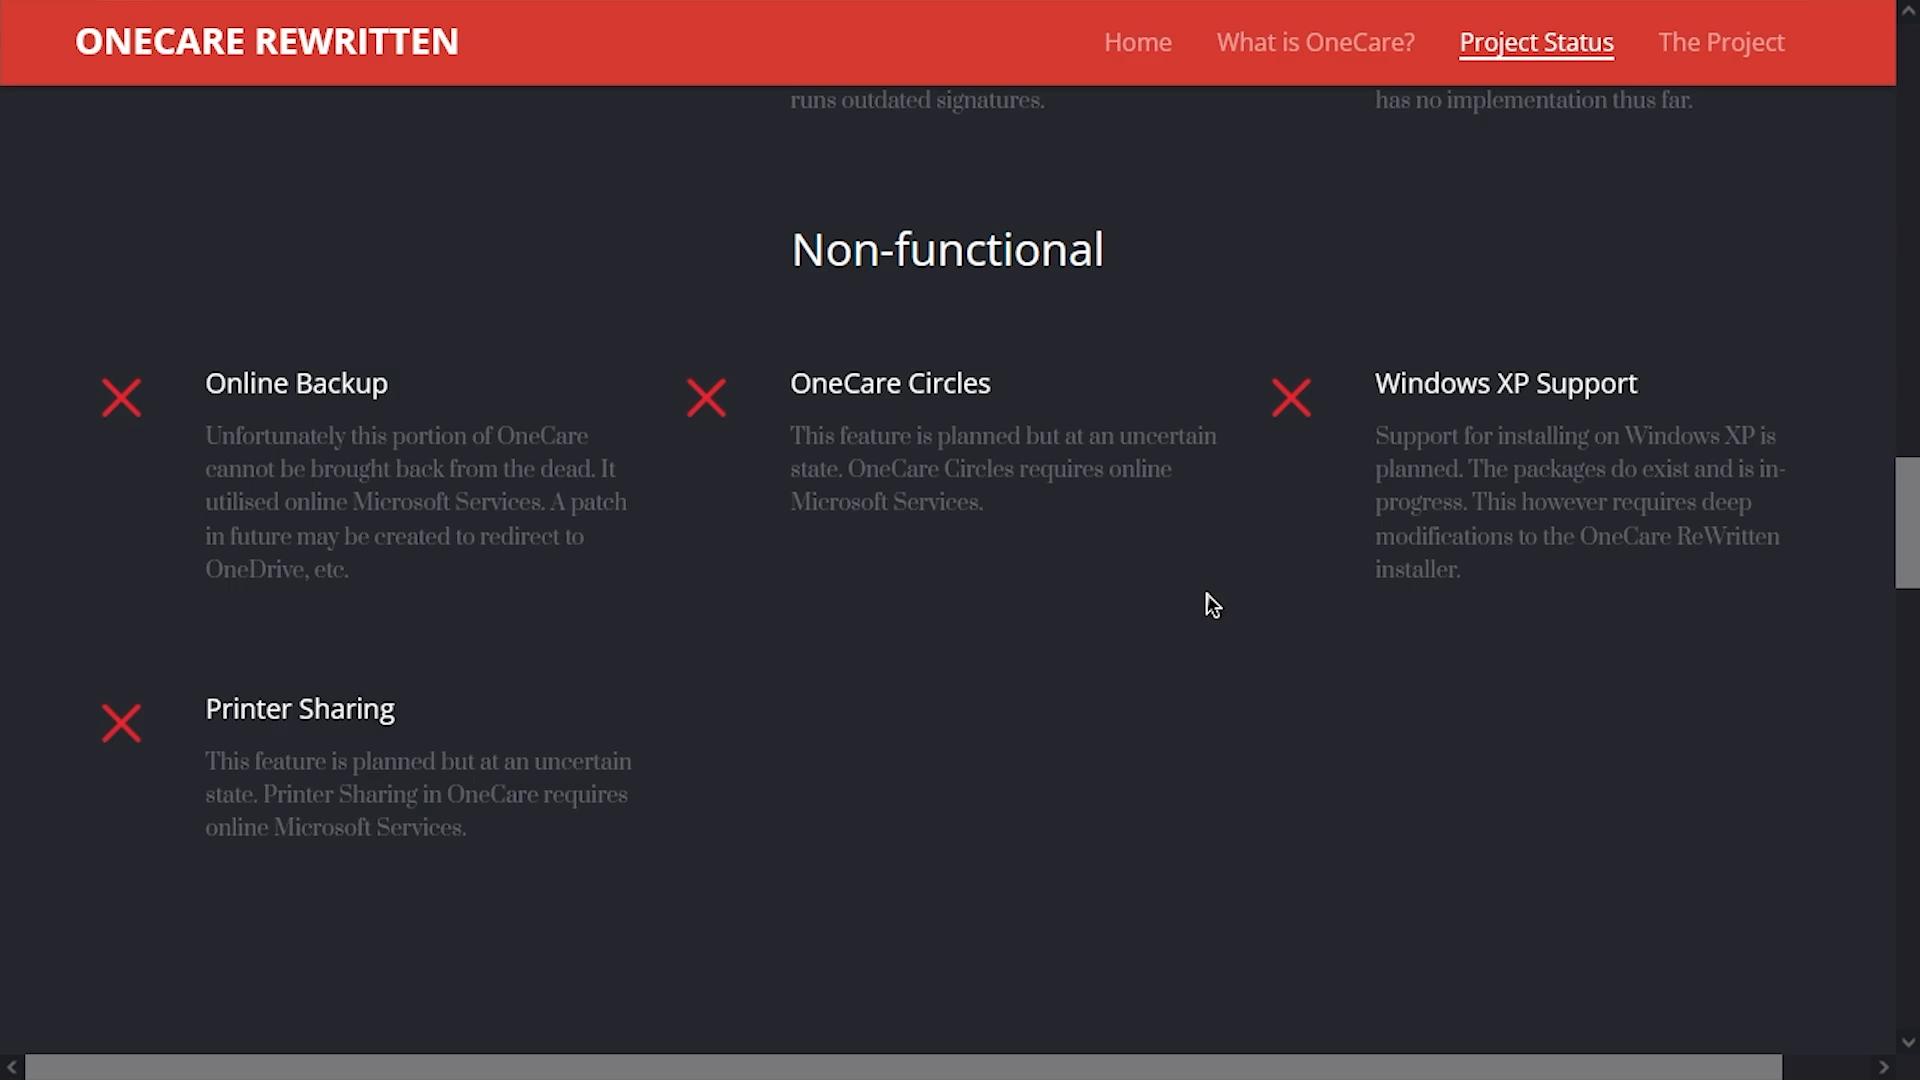 ONECARE REWRITTEN
Home
What is OneCare?
Project Status
The Project
runs outdated signatures.
has no implementation thus far.
Non-functional
Online Backup
Unfortunately this portion of OneCare
cannot be brought back from the dead. It
utilised online Microsoft Services. A patch
in future may be created to redirect to
OneDrive, etc.
OneCare Circles
This feature is planned but at an uncertain
state. OneCare Circles requires online
Microsoft Services.
Windows XP Support
Support for installing on Windows XP is
planned. The packages do exist and is in-
progress. This however requires deep
modifications to the OneCare ReWritten
installer.
Printer Sharing
This feature is planned but at an uncertain
state. Printer Sharing in OneCare requires
online Microsoft Services.